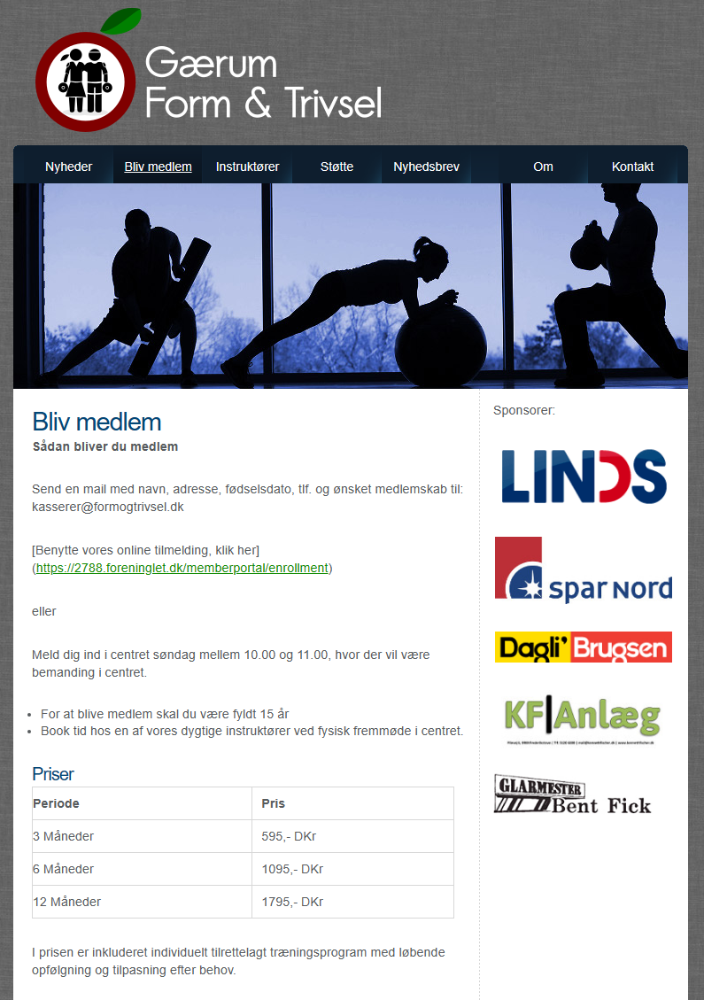 Gærum
Form & Trivsel
Nyheder
Bliv medlem
Instruktører
Støtte
Nyhedsbrev
Om
Kontakt
Bliv medlem
Sådan bliver du medlem
Send en mail med navn, adresse, fødselsdato, tlf. og ønsket medlemskab til:
kasserer@formogtrivsel.dk
[Benytte vores online tilmelding, klik her]
(https://2788.foreninglet.dk/memberportal/enrollment)
eller
Meld dig ind i centret søndag mellem 10.00 og 11.00, hvor der vil være
bemanding i centret.
• For at blive medlem skal du være fyldt 15 år
• Book tid hos en af vores dygtige instruktører ved fysisk fremmøde i centret.
Priser
Periode Pris
3 Måneder 595,- DKr
6 Måneder 1095,- DKr
12 Måneder 1795,- DKr
I prisen er inkluderet individuelt tilrettelagt træningsprogram med løbende
opfølgning og tilpasning efter behov.
Sponsorer:
LINDS
spar nord
Dagli' Brugsen
KF Anlæg
GLARMESTER
Bent Fick